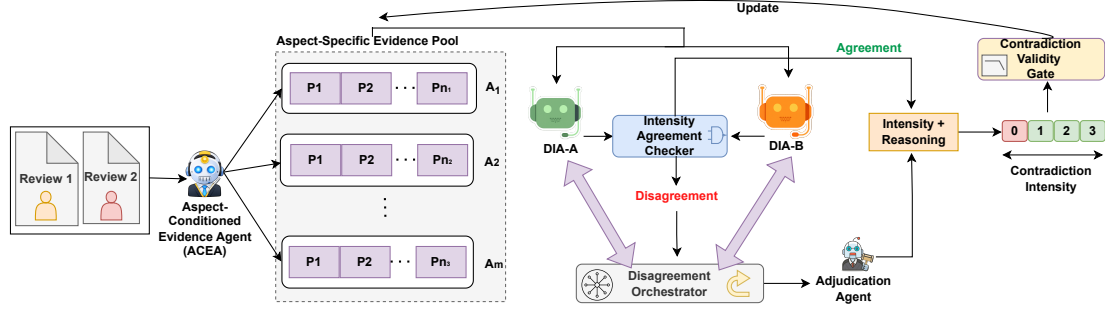 Update
Aspect-Specific Evidence Pool
P1 P2 ... Pn₁ A₁
P1 P2 ... Pn₂ A₂
P1 P2 ... Pn₃ Am
Review 1
Review 2
Aspect-
Conditioned
Evidence Agent
(ACEA)
DIA-A
Intensity
Agreement
Checker
DIA-B
Agreement
Disagreement
Disagreement
Orchestrator
Adjudication
Agent
Intensity +
Reasoning
Contradiction
Validity
Gate
0 1 2 3
Contradiction
Intensity